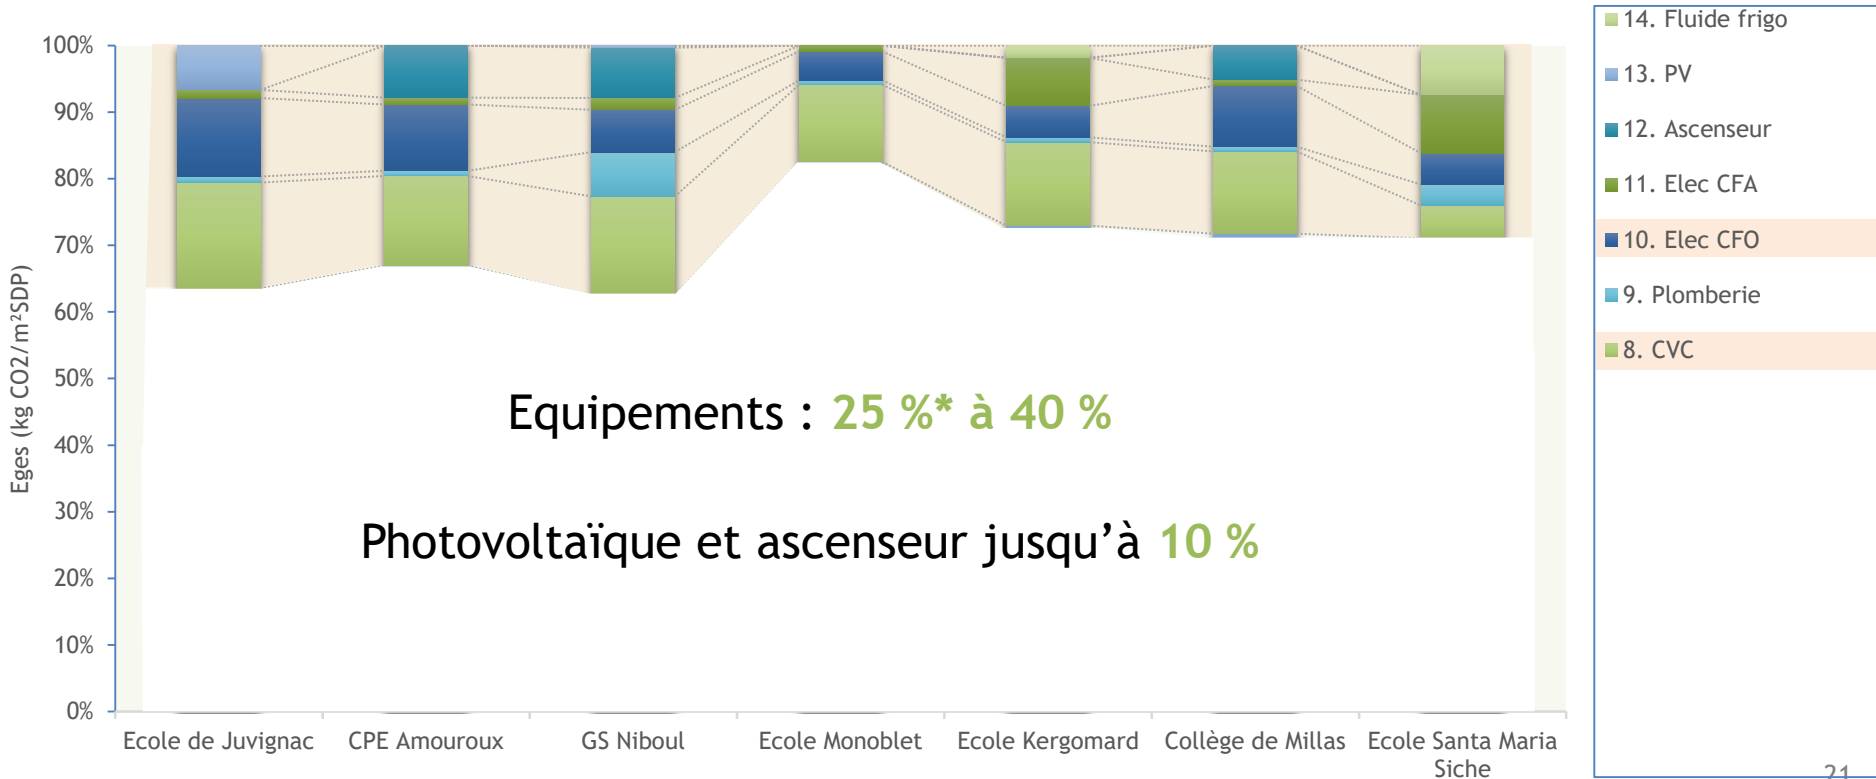 100%
90%
80%
70%
60%
50%
40%
30%
20%
10%
0%
Eges (kg CO2/m²SDP)
Equipements : 25 %* à 40 %
Photovoltaïque et ascenseur jusqu’à 10 %
Ecole de Juvignac
CPE Amouroux
GS Niboul
Ecole Monoblet
Ecole Kergomard
Collège de Millas
Ecole Santa Maria
Siche
14. Fluide frigo
13. PV
12. Ascenseur
11. Elec CFA
10. Elec CFO
9. Plomberie
8. CVC
21